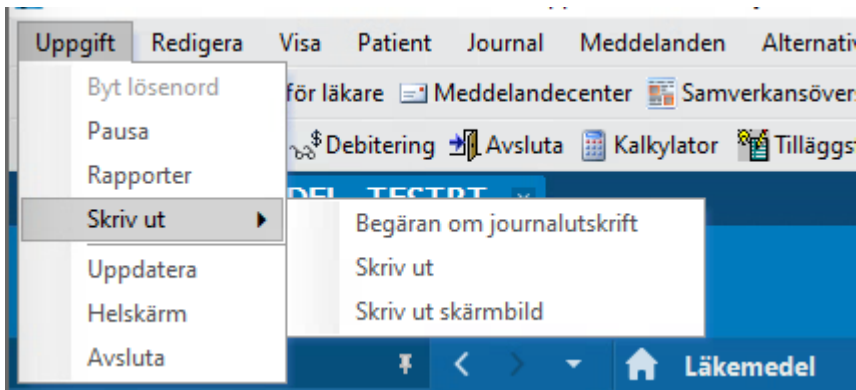 Uppgift Redigera Visa Patient Journal Meddelanden
Byt lösenord för läkare Meddelandecenter
Pausa Debitering Avsluta Kalkylator
Rapporter
Skriv ut Begäran om journalutskrift
Skriv ut
Uppdatera
Helskärm Skriv ut skärmbild
Avsluta Läkemedel